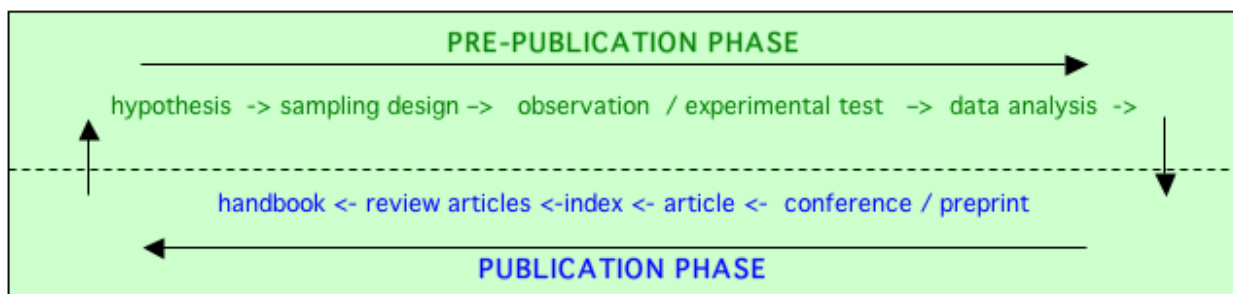 PRE-PUBLICATION PHASE
hypothesis -> sampling design –> observation / experimental test –> data analysis ->
handbook <- review articles <-index <- article <- conference / preprint
PUBLICATION PHASE